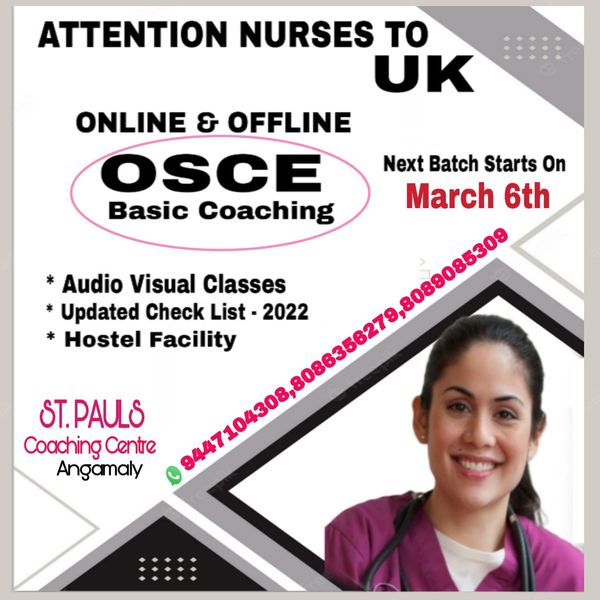 ATTENTION NURSES TO
UK
ONLINE & OFFLINE
OSCE
Basic Coaching
Next Batch Starts On
March 6th
* Audio Visual Classes
* Updated Check List - 2022
* Hostel Facility
9447104308,8086356279,8089085309
ST. PAULS
Coaching Centre
Angamaly